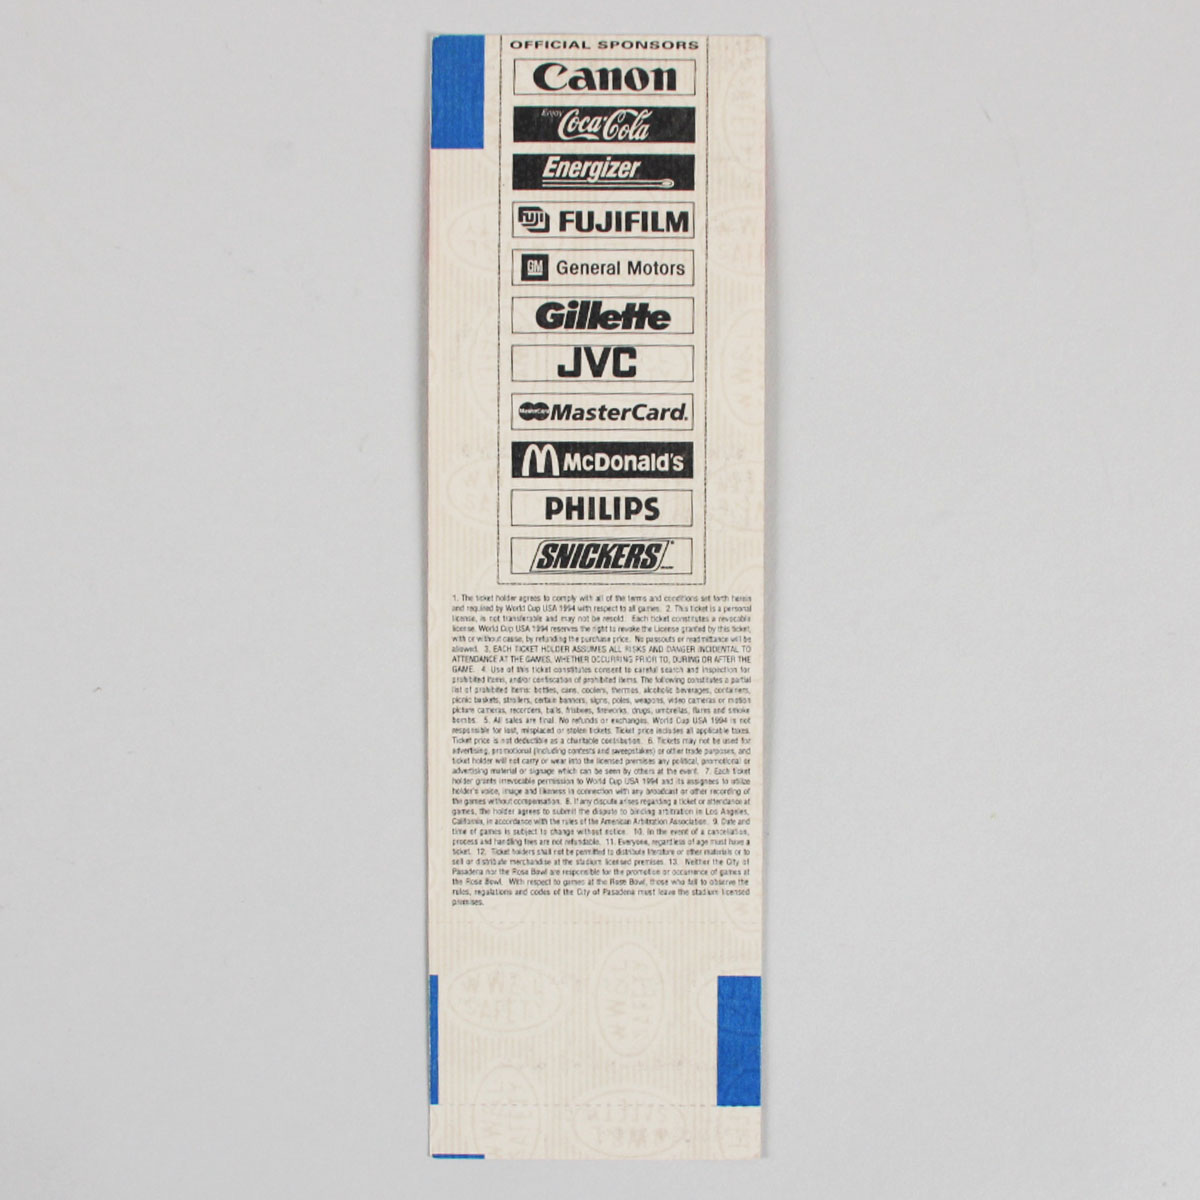 OFFICIAL SPONSORS
Canon
Enjoy Coca-Cola
Energizer
FUJI FUJIFILM
GM General Motors
Gillette
JVC
MasterCard MasterCard.
McDonald's
PHILIPS
SNICKERS
1. The ticket holder agrees to comply with all of the terms and conditions set forth herein
and required by World Cup USA 1994 with respect to all games. 2. This ticket is a personal
license, is not transferable and may not be resold. Each ticket constitutes a revocable
license. World Cup USA 1994 reserves the right to revoke the License granted by this ticket,
with or without cause, by refunding the purchase price. No passouts or readmittance will be
allowed. 3. EACH TICKET HOLDER ASSUMES ALL RISKS AND DANGER INCIDENTAL TO
ATTENDANCE AT THE GAMES, WHETHER OCCURRING PRIOR TO, DURING OR AFTER THE
GAME. 4. Use of this ticket constitutes consent to careful search and inspection for
prohibited items, and/or confiscation of prohibited items. The following constitutes a partial
list of prohibited items: bottles, cans, coolers, thermos, alcoholic beverages, containers,
picnic baskets, strollers, certain banners, signs, poles, weapons, video cameras or motion
picture cameras, recorders, balls, frisbees, fireworks, drugs, umbrellas, flares and smoke
bombs. 5. All sales are final. No refunds or exchanges. World Cup USA 1994 is not
responsible for lost, misplaced or stolen tickets. Ticket price includes all applicable taxes.
Ticket price is not deductible as a charitable contribution. 6. Tickets may not be used for
advertising, promotional (including contests and sweepstakes) or other trade purposes, and
ticket holder will not carry or wear into the licensed premises any political, promotional or
advertising material or signage which can be seen by others at the event. 7. Each ticket
holder grants irrevocable permission to World Cup USA 1994 and its assignees to utilize
holder's voice, image and likeness in connection with any broadcast or other recording of
the games without compensation. 8. If any dispute arises regarding a ticket or attendance at
games, the holder agrees to submit the dispute to binding arbitration in Los Angeles,
California, in accordance with the rules of the American Arbitration Association. 9. Date and
time of games is subject to change without notice. 10. In the event of a cancellation,
process and handling fees are not refundable. 11. Everyone, regardless of age must have a
ticket. 12. Ticket holders shall not be permitted to distribute literature or other materials or to
sell or distribute merchandise at the stadium licensed premises. 13. Neither the City of
Pasadena nor the Rose Bowl are responsible for the promotion or occurrence of games at
the Rose Bowl. With respect to games at the Rose Bowl, those who fail to observe the
rules, regulations and codes of the City of Pasadena must leave the stadium licensed
premises.